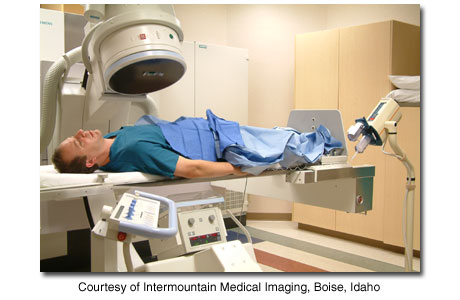 Courtesy of Intermountain Medical Imaging, Boise, Idaho